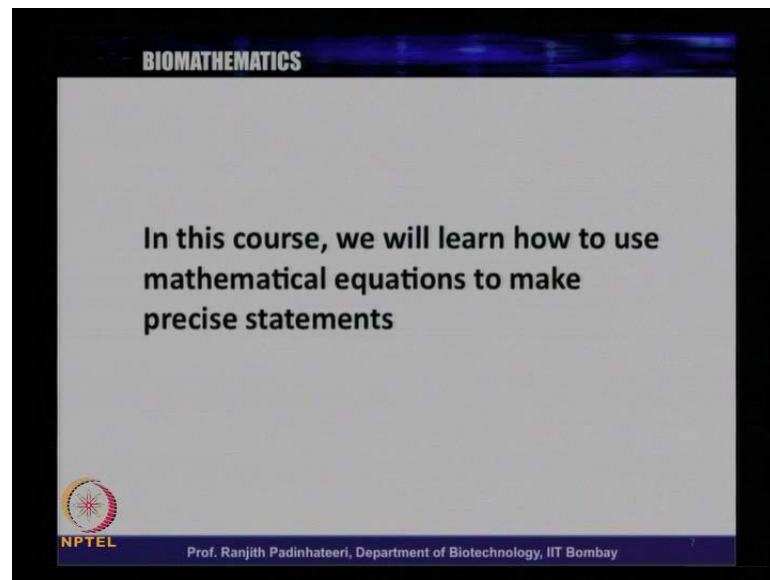 BIOMATHEMATICS
In this course, we will learn how to use
mathematical equations to make
precise statements
NPTEL
Prof. Ranjith Padinhateeri, Department of Biotechnology, IIT Bombay
7